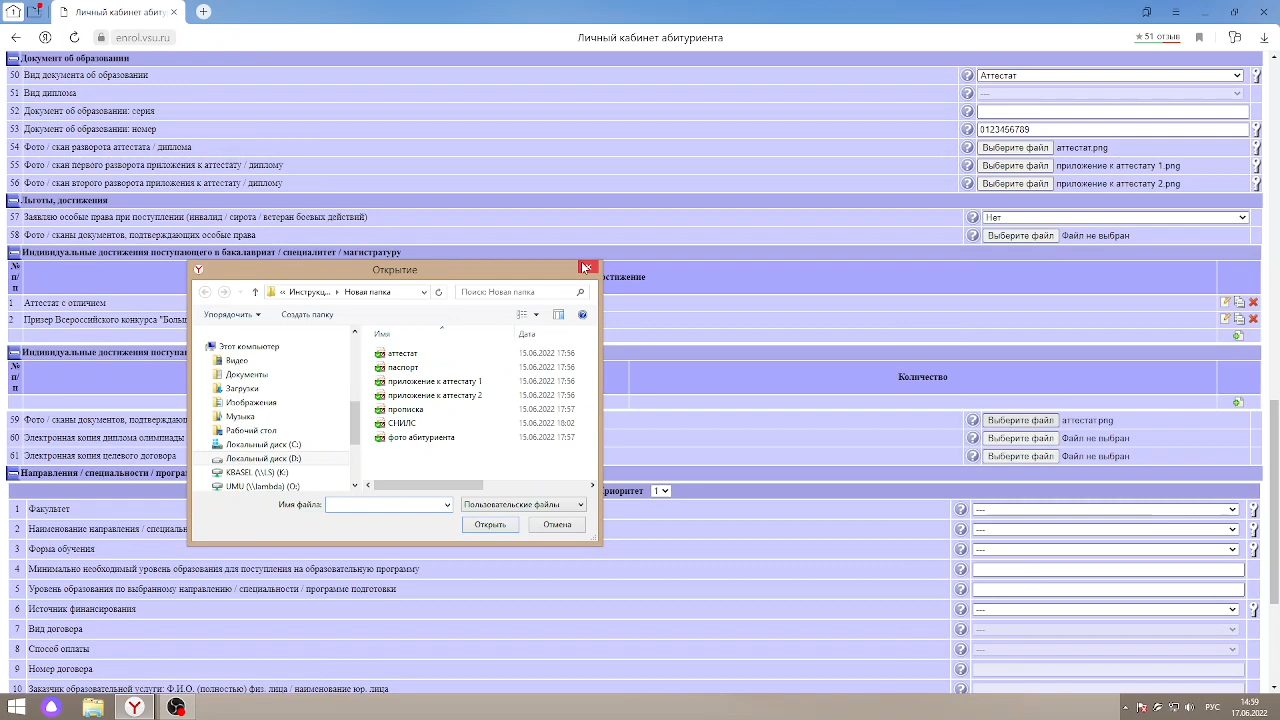 Личный кабинет абиту
enrol.vsu.ru
Личный кабинет абитуриента
51 отзыв
Документ об образовании
50 Вид документа об образовании Аттестат
51 Вид диплома ---
52 Документ об образовании: серия
53 Документ об образовании: номер 0123456789
54 Фото / скан разворота аттестата / диплома Выберите файл аттестат.png
55 Фото / скан первого разворота приложения к аттестату / диплому Выберите файл приложение к аттестату 1.png
56 Фото / скан второго разворота приложения к аттестату / диплому Выберите файл приложение к аттестату 2.png
Льготы, достижения
57 Заявляю особые права при поступлении (инвалид / сирота / ветеран боевых действий) Нет
58 Фото / сканы документов, подтверждающих особые права Выберите файл Файл не выбран
Индивидуальные достижения поступающего в бакалавриат / специалитет / магистратуру
№ п/п
стижение
1 Аттестат с отличием
2 Призер Всероссийского конкурса "Больш
Индивидуальные достижения поступа
№ п/п
Количество
59 Фото / сканы документов, подтверждающ Выберите файл аттестат.png
60 Электронная копия диплома олимпиады Выберите файл Файл не выбран
61 Электронная копия целевого договора Выберите файл Файл не выбран
Направления / специальности / програм
риоритет 1
1 Факультет ---
2 Наименование направления / специальн ---
3 Форма обучения ---
4 Минимально необходимый уровень образования для поступления на образовательную программу
5 Уровень образования по выбранному направлению / специальности / программе подготовки
6 Источник финансирования ---
7 Вид договора ---
8 Способ оплаты ---
9 Номер договора
10 Заказчик образовательной услуги: Ф.И.О. (полностью) физ. лица / наименование юр. лица
Открытие
« Инструкц... Новая папка Поиск: Новая папка
Упорядочить Создать папку
Этот компьютер
Видео
Документы
Загрузки
Изображения
Музыка
Рабочий стол
Локальный диск (C:)
Локальный диск (D:)
KBASEL (\\LS) (K:)
UMU (\\lambda) (O:)
Имя Дата
аттестат 15.06.2022 17:56
паспорт 15.06.2022 17:56
приложение к аттестату 1 15.06.2022 17:56
приложение к аттестату 2 15.06.2022 17:56
прописка 15.06.2022 17:57
СНИЛС 15.06.2022 18:02
фото абитуриента 15.06.2022 17:57
Имя файла: Пользовательские файлы
Открыть Отмена
РУС
14:59
17.06.2022